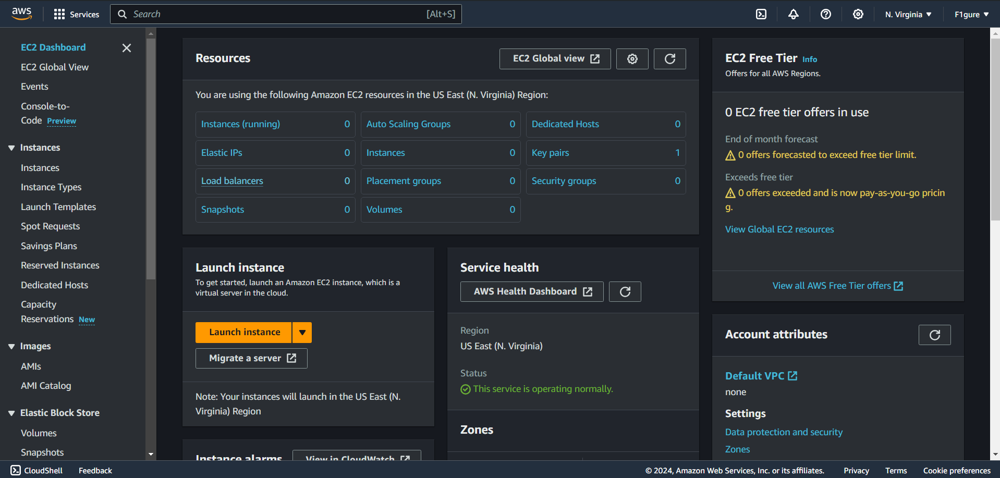 aws
Services
Search
[Alt+S]
N. Virginia
F1gure
EC2 Dashboard
EC2 Global View
Events
Console-to-
Code Preview
Instances
Instances
Instance Types
Launch Templates
Spot Requests
Savings Plans
Reserved Instances
Dedicated Hosts
Capacity
Reservations New
Images
AMIs
AMI Catalog
Elastic Block Store
Volumes
Snapshots
Resources
EC2 Global view
You are using the following Amazon EC2 resources in the US East (N. Virginia) Region:
Instances (running) 0
Auto Scaling Groups 0
Dedicated Hosts 0
Elastic IPs 0
Instances 0
Key pairs 1
Load balancers 0
Placement groups 0
Security groups 0
Snapshots 0
Volumes 0
Launch instance
To get started, launch an Amazon EC2 instance, which is a
virtual server in the cloud.
Launch instance
Migrate a server
Note: Your instances will launch in the US East (N.
Virginia) Region
Instance alarms
View in CloudWatch
Service health
AWS Health Dashboard
Region
US East (N. Virginia)
Status
This service is operating normally.
Zones
EC2 Free Tier Info
Offers for all AWS Regions.
0 EC2 free tier offers in use
End of month forecast
0 offers forecasted to exceed free tier limit.
Exceeds free tier
0 offers exceeded and is now pay-as-you-go pricin
g.
View Global EC2 resources
View all AWS Free Tier offers
Account attributes
Default VPC
none
Settings
Data protection and security
Zones
CloudShell
Feedback
© 2024, Amazon Web Services, Inc. or its affiliates.
Privacy
Terms
Cookie preferences